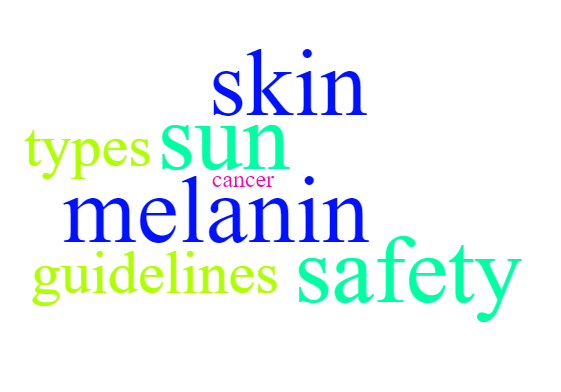 skin
types sun
cancer
melanin
guidelines safety